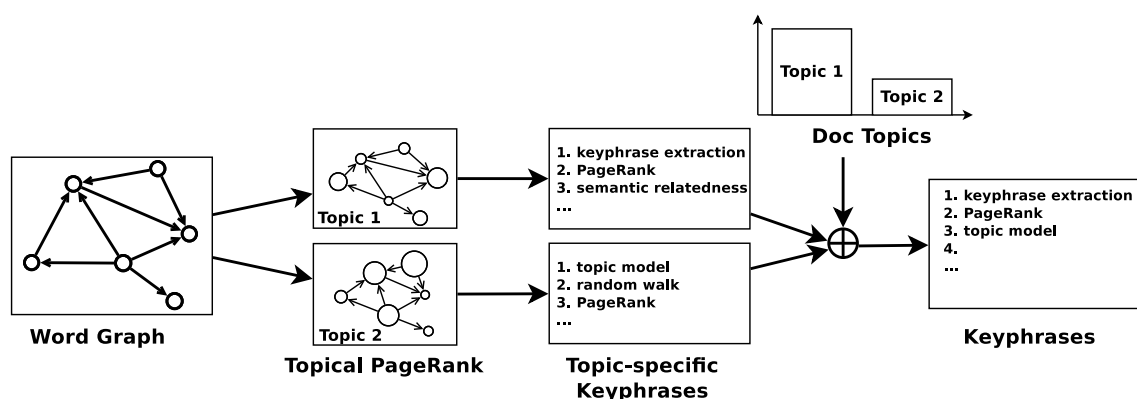 Topic 1
Topic 2
Doc Topics
Word Graph
Topic 1
Topic 2
Topical PageRank
1. keyphrase extraction
2. PageRank
3. semantic relatedness
...
1. topic model
2. random walk
3. PageRank
...
Topic-specific
Keyphrases
1. keyphrase extraction
2. PageRank
3. topic model
4.
...
Keyphrases